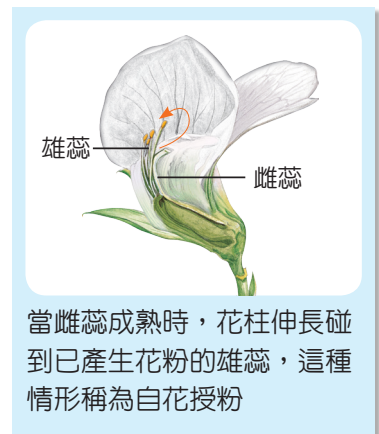 雄蕊
雌蕊
當雌蕊成熟時，花柱伸長碰
到已產生花粉的雄蕊，這種
情形稱為自花授粉